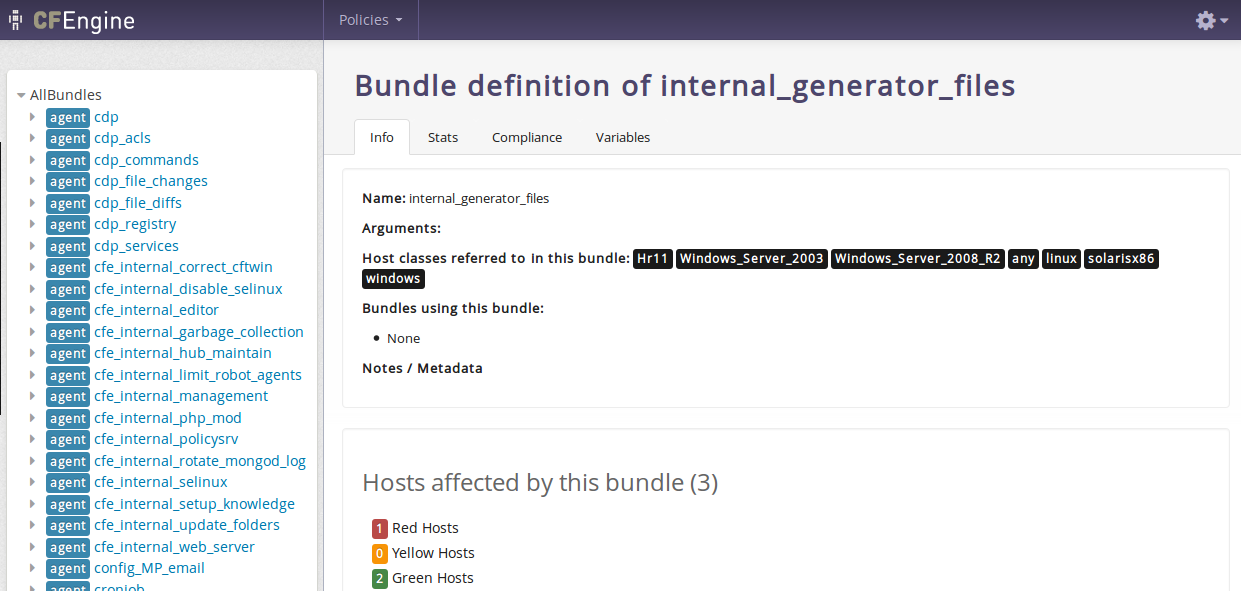 CFEngine
Policies
AllBundles
agent cdp
agent cdp_acls
agent cdp_commands
agent cdp_file_changes
agent cdp_file_diffs
agent cdp_registry
agent cdp_services
agent cfe_internal_correct_cftwin
agent cfe_internal_disable_selinux
agent cfe_internal_editor
agent cfe_internal_garbage_collection
agent cfe_internal_hub_maintain
agent cfe_internal_limit_robot_agents
agent cfe_internal_management
agent cfe_internal_php_mod
agent cfe_internal_policysrv
agent cfe_internal_rotate_mongod_log
agent cfe_internal_selinux
agent cfe_internal_setup_knowledge
agent cfe_internal_update_folders
agent cfe_internal_web_server
agent config_MP_email
agent cronjob
Bundle definition of internal_generator_files
Info Stats Compliance Variables
Name: internal_generator_files
Arguments:
Host classes referred to in this bundle: Hr11 Windows_Server_2003 Windows_Server_2008_R2 any linux solarisx86
windows
Bundles using this bundle:
• None
Notes / Metadata
Hosts affected by this bundle (3)
1 Red Hosts
0 Yellow Hosts
2 Green Hosts